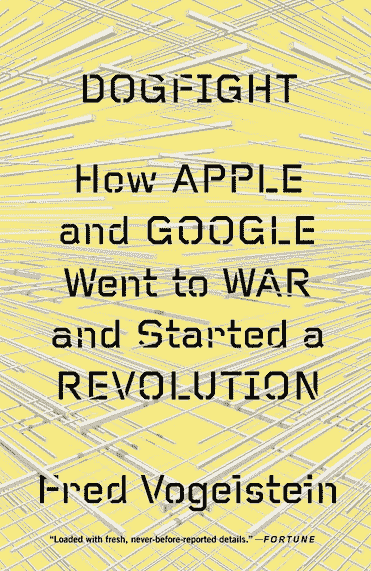 DOGFIGHT
How APPLE
and GOOGLE
Went to WAR
and Started a
REVOLUTION
Fred Vogelstein
"Loaded with fresh, never-before-reported details." —FORTUNE